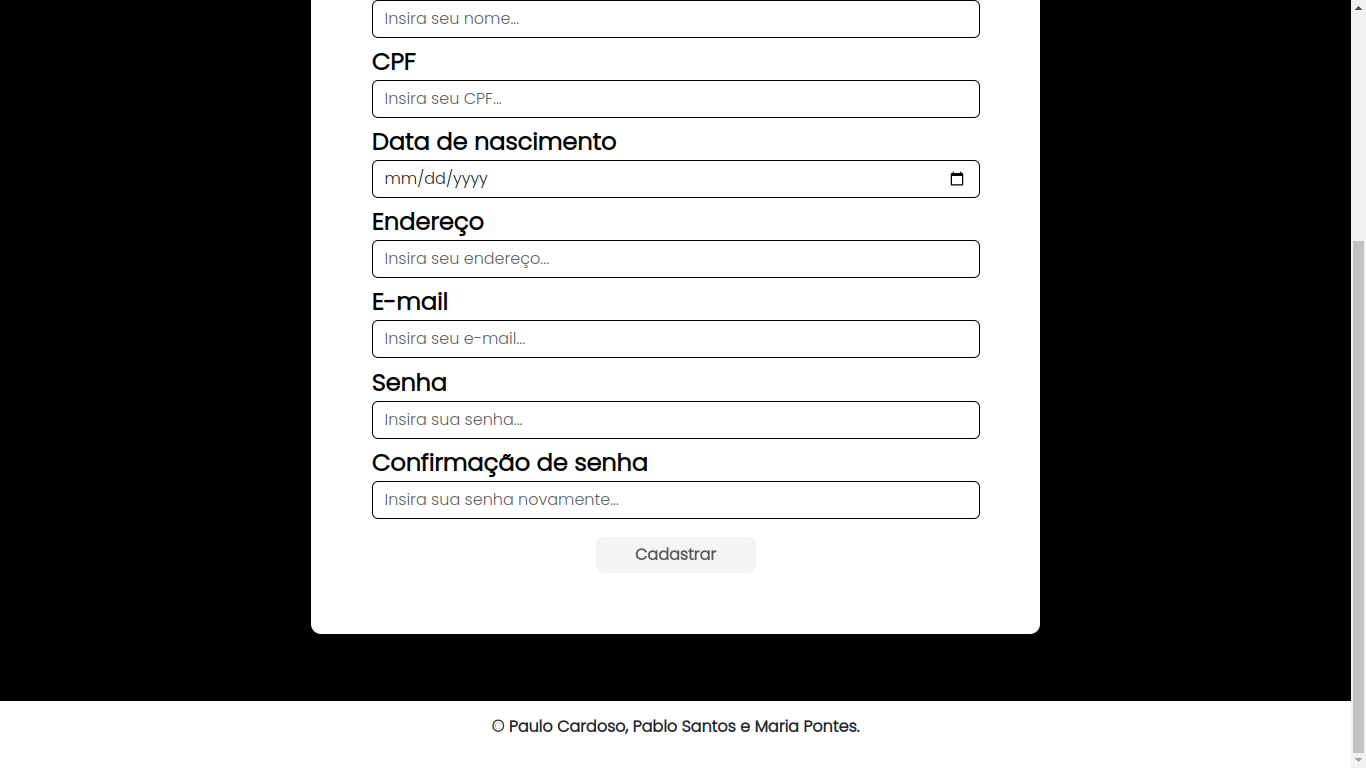 Insira seu nome...
CPF
Insira seu CPF...
Data de nascimento
mm/dd/yyyy
Endereço
Insira seu endereço...
E-mail
Insira seu e-mail...
Senha
Insira sua senha...
Confirmação de senha
Insira sua senha novamente...
Cadastrar
© Paulo Cardoso, Pablo Santos e Maria Pontes.